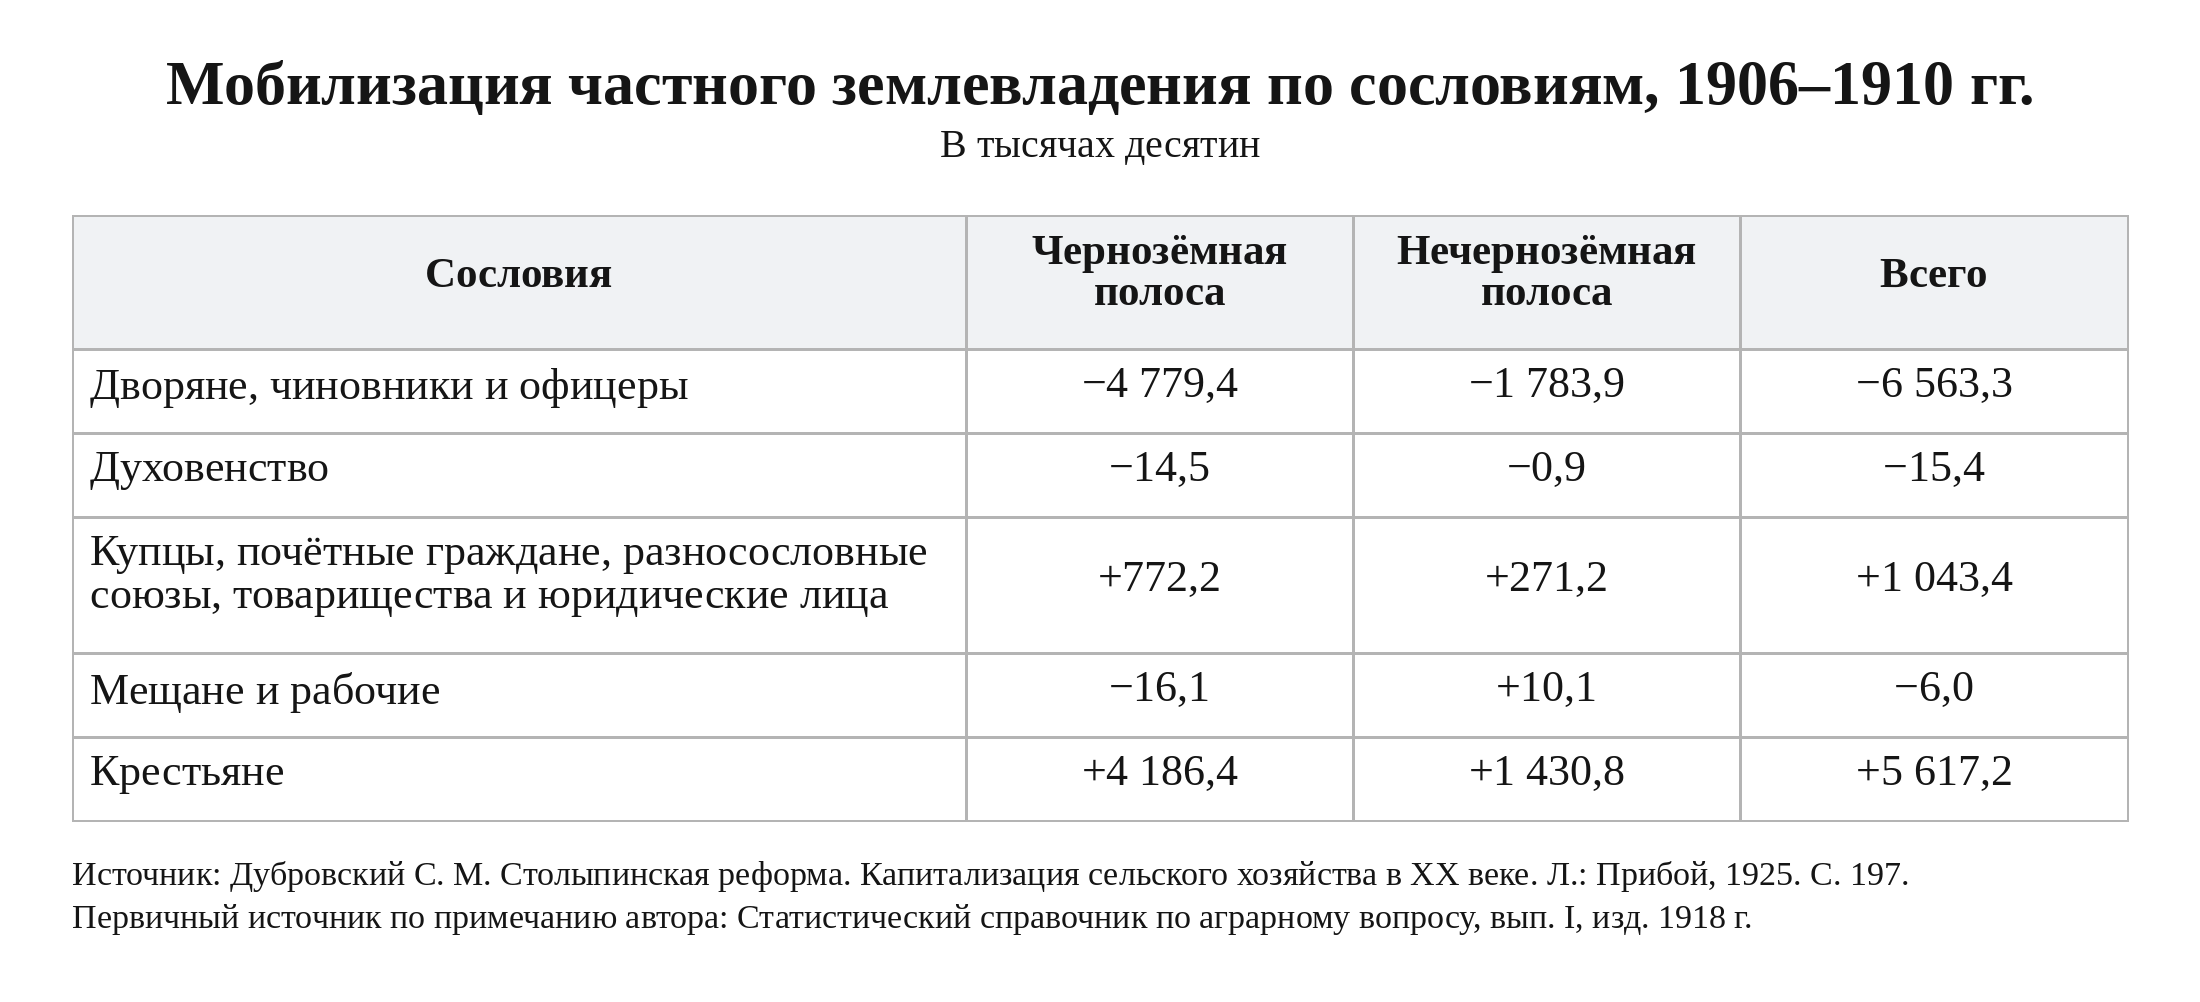 Мобилизация частного землевладения по сословиям, 1906–1910 гг.
В тысячах десятин
Сословия
Чернозёмная
полоса
Нечернозёмная
полоса
Всего
Дворяне, чиновники и офицеры −4 779,4 −1 783,9 −6 563,3
Духовенство −14,5 −0,9 −15,4
Купцы, почётные граждане, разносословные
союзы, товарищества и юридические лица
+772,2 +271,2 +1 043,4
Мещане и рабочие −16,1 +10,1 −6,0
Крестьяне +4 186,4 +1 430,8 +5 617,2
Источник: Дубровский С. М. Столыпинская реформа. Капитализация сельского хозяйства в XX веке. Л.: Прибой, 1925. С. 197.
Первичный источник по примечанию автора: Статистический справочник по аграрному вопросу, вып. I, изд. 1918 г.